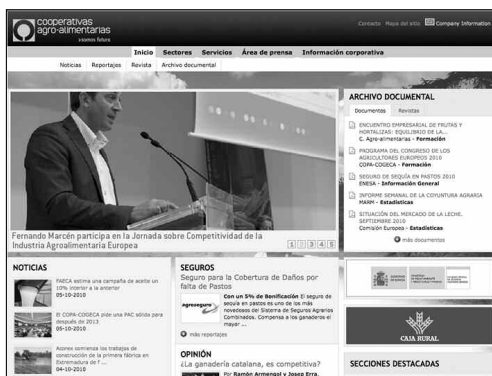 cooperativas
agro-alimentarias
Contacto Mapa del sitio Company Information
Inicio Sectores Servicios Área de prensa Información corporativa
Noticias Reportajes Revista Archivo documental
Fernando Marcén participa en la Jornada sobre Competitividad de la
Industria Agroalimentaria Europea
1 2 3 4 5
ARCHIVO DOCUMENTAL
Documentos Revistas
ENCUENTRO EMPRESARIAL DE FRUTAS Y
HORTALIZAS: EQUILIBRIO DE LA...
C. Agro-alimentarias - Formación
PROGRAMA DEL CONGRESO DE LOS
AGRICULTORES EUROPEOS 2010
COPA-COGECA - Formación
SEGURO DE SEQUÍA EN PASTOS 2010
ENESA - Información General
INFORME SEMANAL DE LA COYUNTURA AGRARIA
MARM - Estadísticas
SITUACIÓN DEL MERCADO DE LA LECHE.
SEPTIEMBRE 2010
Comisión Europea - Estadísticas
más documentos
NOTICIAS
FAECA estima una campaña de aceite un
10% inferior a la anterior
05-10-2010
El COPA-COGECA pide una PAC sólida para
después de 2013
05-10-2010
Acorex comienza los trabajos de
construcción de la primera fábrica en
Extremadura de f ...
04-10-2010
SEGUROS
Seguro para la Cobertura de Daños por
falta de Pastos
agroseguro
Con un 5% de Bonificación El seguro de
sequía en pastos es uno de los más
novedosos del Sistema de Seguros Agrarios
Combinados. Compensa a los ganaderos el
mayor ...
más reportajes
OPINIÓN
¿La ganadería catalana, es competitiva?
Por Ramón Armengol y Josep Erra.
CAJA RURAL
SECCIONES DESTACADAS